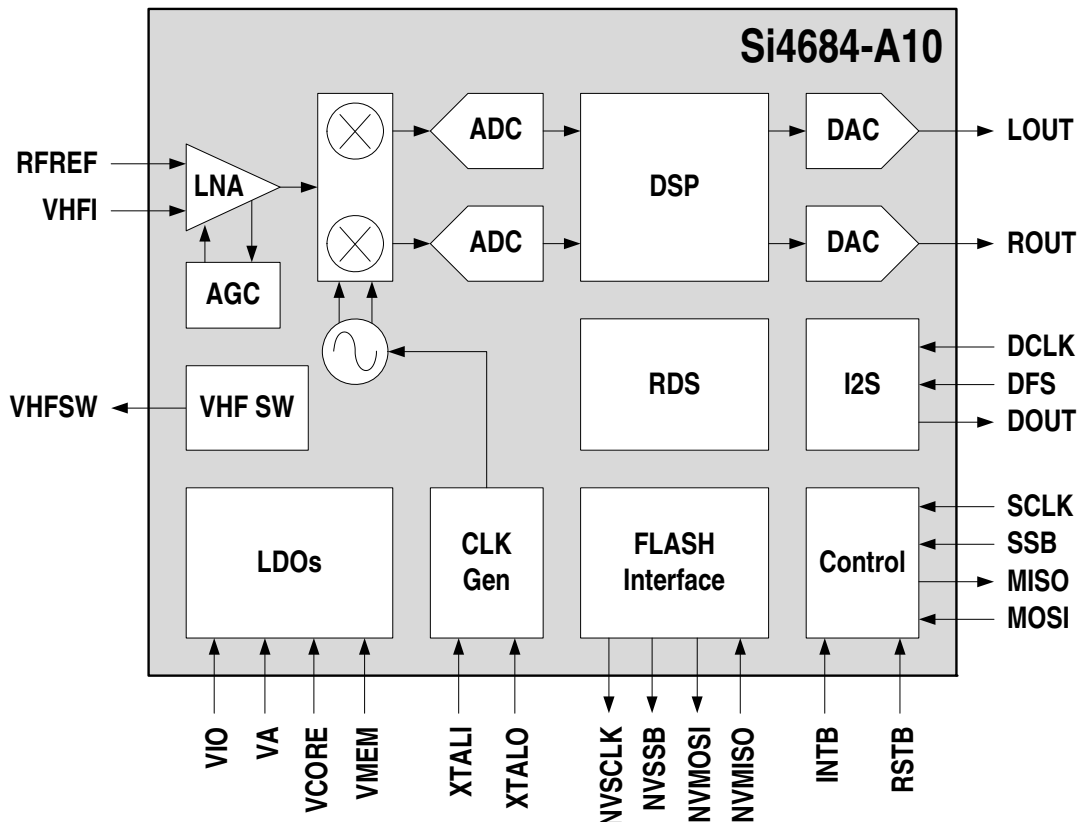 Si4684-A10
RFREF
VHFI
LNA
AGC
ADC
ADC
DSP
DAC
DAC
LOUT
ROUT
VHFSW
VHF SW
RDS
I2S
DCLK
DFS
DOUT
LDOs
CLK
Gen
FLASH
Interface
Control
SCLK
SSB
MISO
MOSI
VIO
VA
VCORE
VMEM
XTALI
XTALO
NVSCLK
NVSSB
NVMOSI
NVMISO
INTB
RSTB